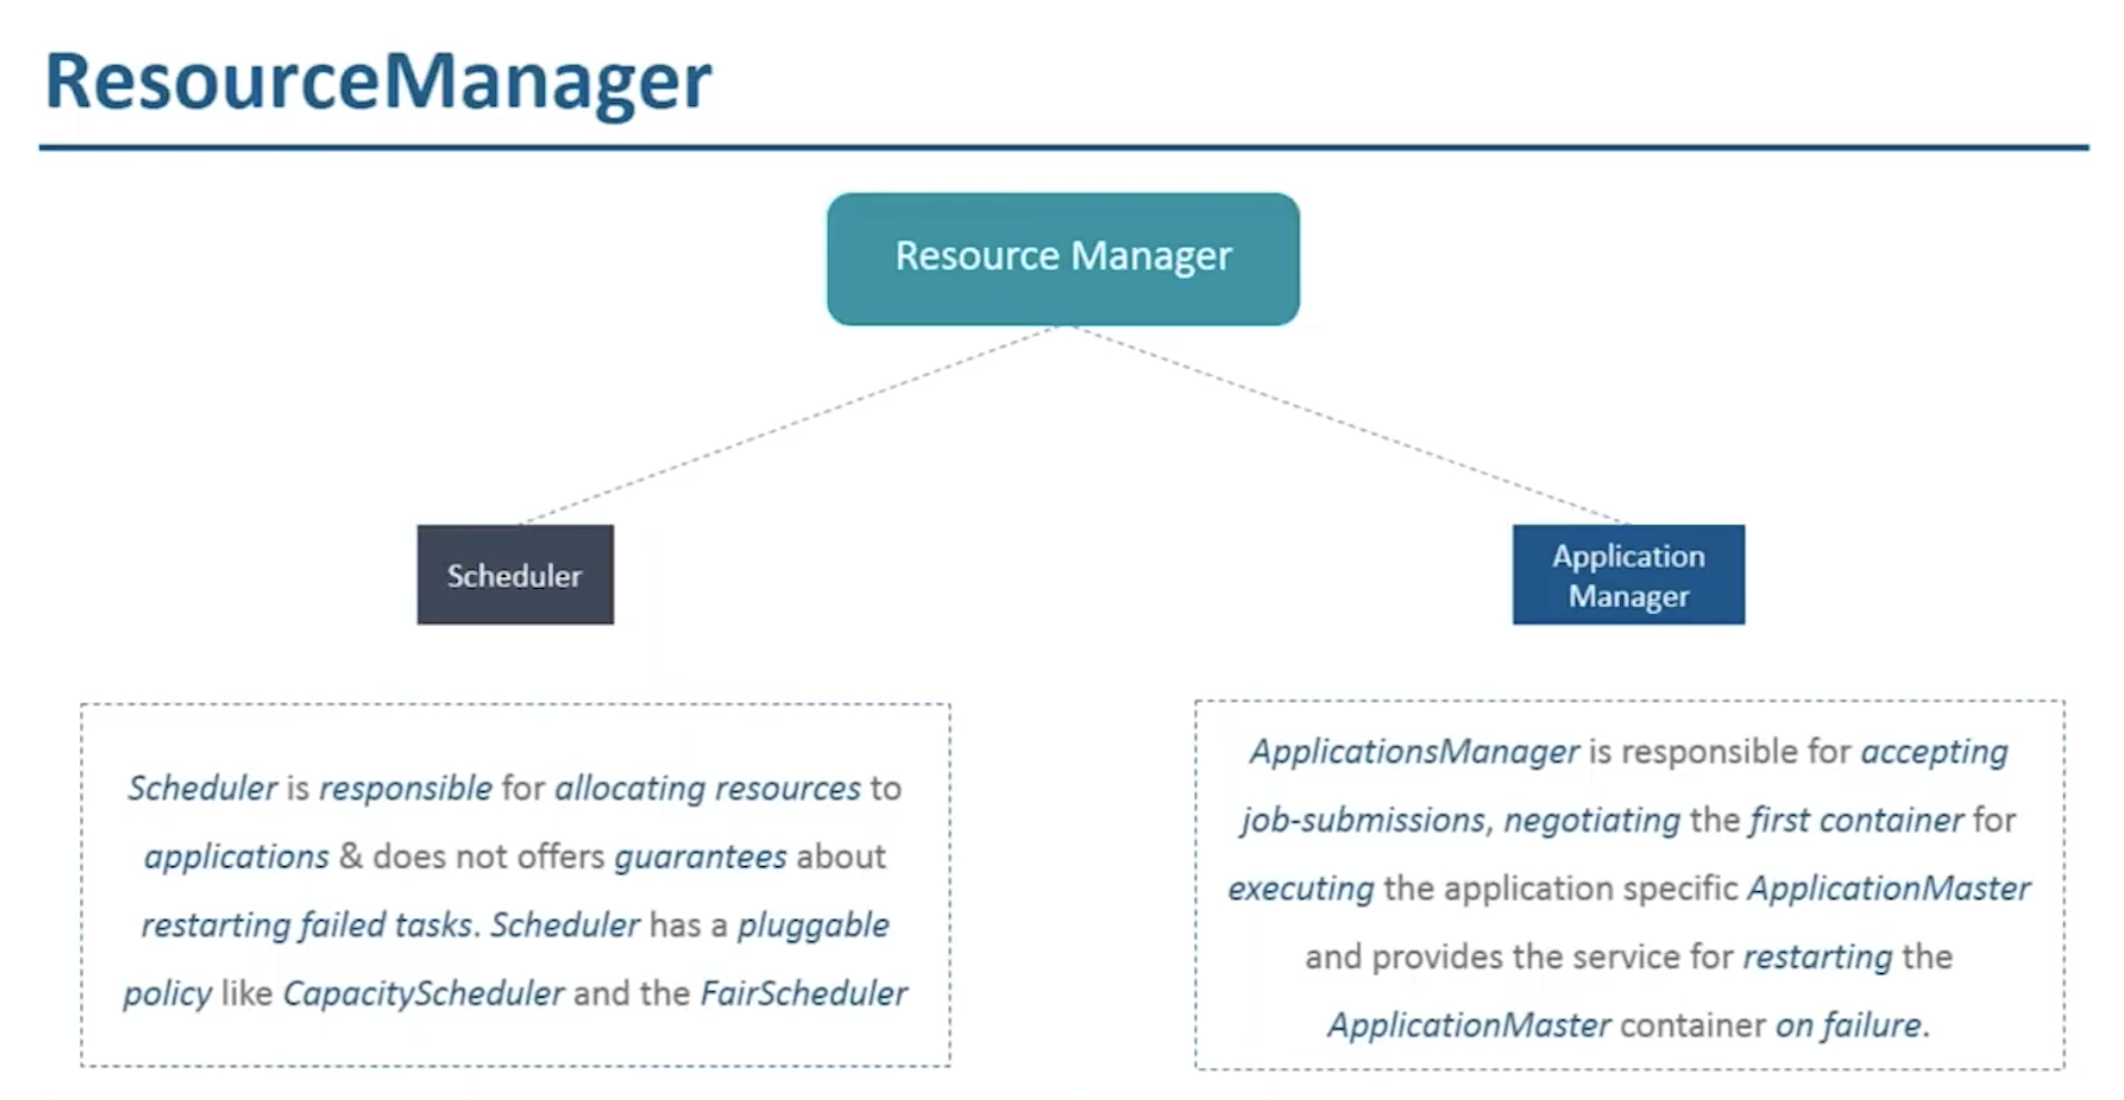 ResourceManager
Resource Manager
Scheduler
Application
Manager
Scheduler is responsible for allocating resources to
applications & does not offers guarantees about
restarting failed tasks. Scheduler has a pluggable
policy like CapacityScheduler and the FairScheduler
ApplicationsManager is responsible for accepting
job-submissions, negotiating the first container for
executing the application specific ApplicationMaster
and provides the service for restarting the
ApplicationMaster container on failure.